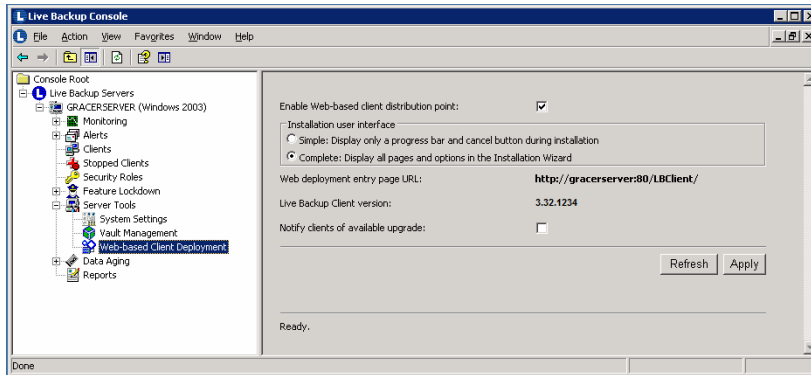 Live Backup Console
File Action View Favorites Window Help
Console Root
Live Backup Servers
GRACERSERVER (Windows 2003)
Monitoring
Alerts
Clients
Stopped Clients
Security Roles
Feature Lockdown
Server Tools
System Settings
Vault Management
Web-based Client Deployment
Data Aging
Reports
Enable Web-based client distribution point:
Installation user interface
Simple: Display only a progress bar and cancel button during installation
Complete: Display all pages and options in the Installation Wizard
Web deployment entry page URL: http://gracerserver:80/LBClient/
Live Backup Client version: 3.32.1234
Notify clients of available upgrade:
Refresh Apply
Ready.
Done